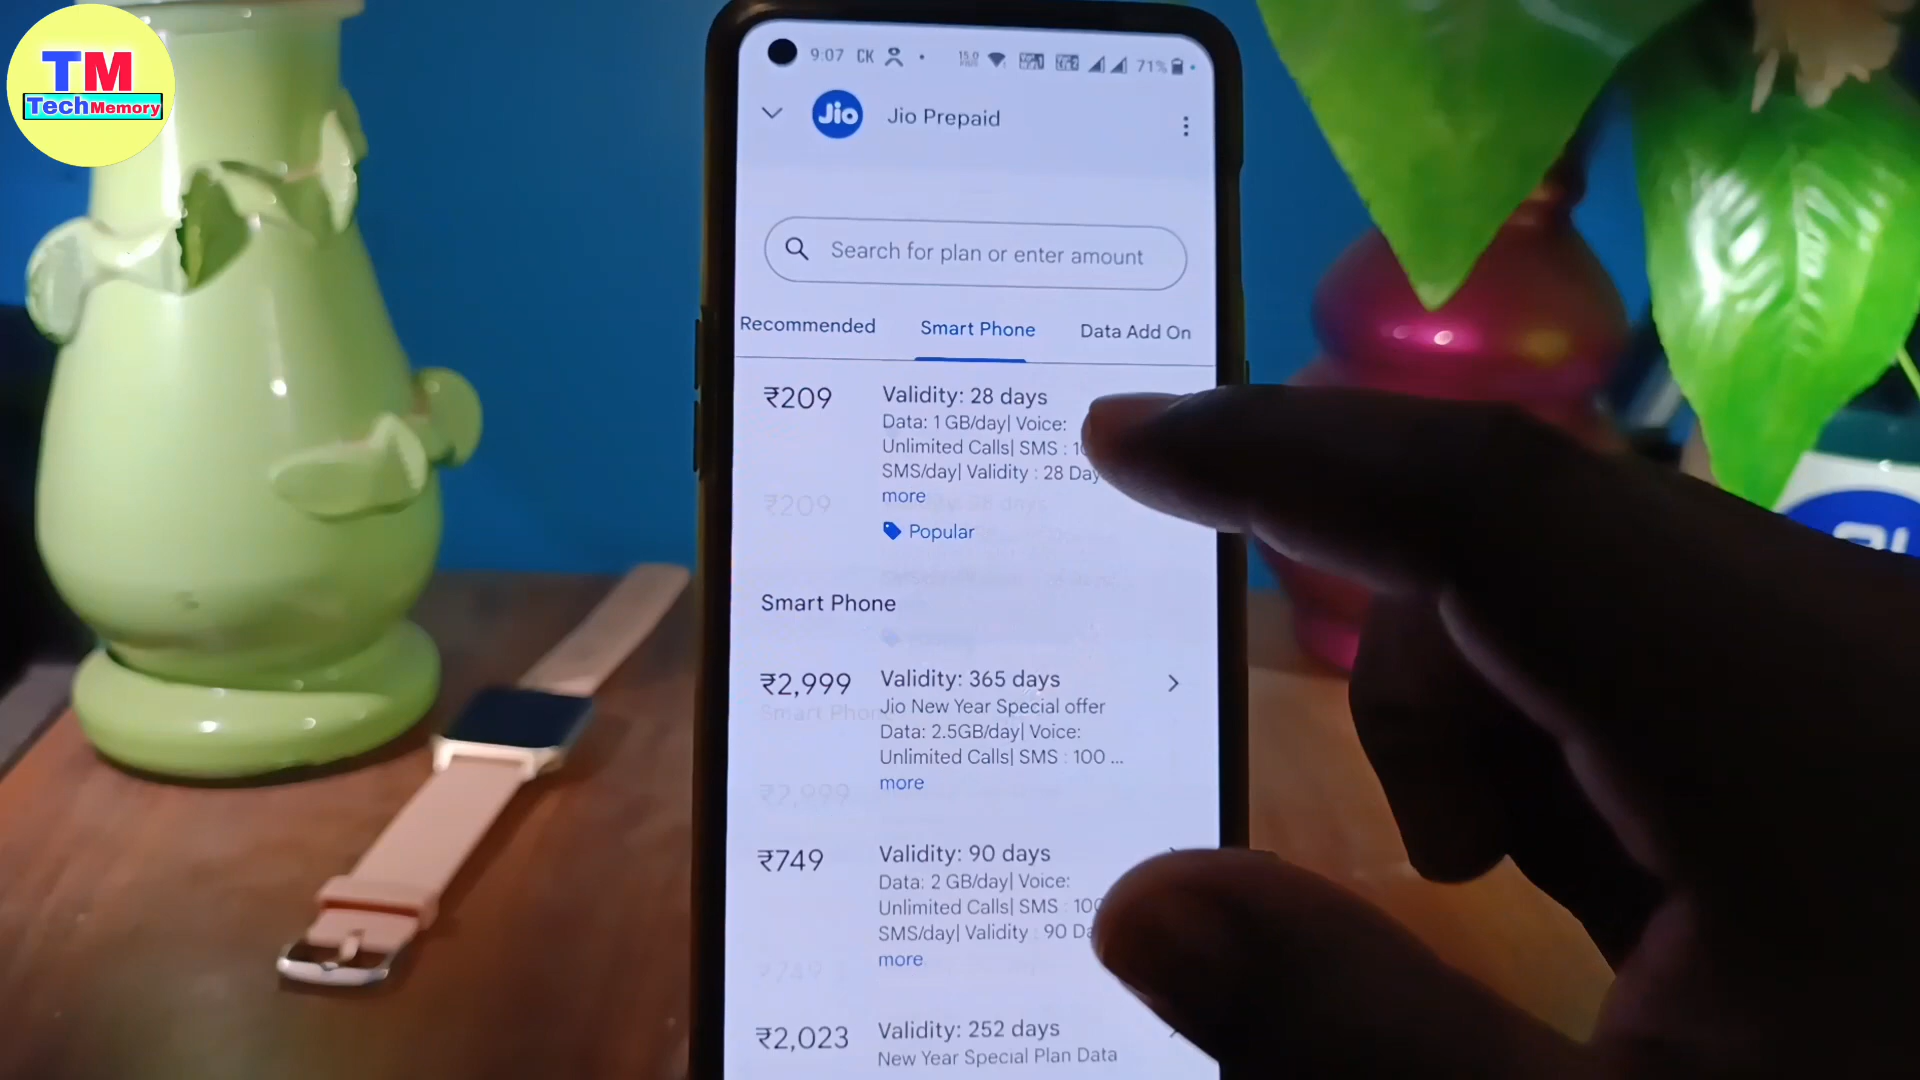 TM
TechMemory
9:07 CK
71%
Jio
Jio Prepaid
Search for plan or enter amount
Recommended
Smart Phone
Data Add On
₹209
Validity: 28 days
Data: 1 GB/day| Voice:
Unlimited Calls| SMS :
SMS/day| Validity : 28 Day
more
Popular
Smart Phone
₹2,999
Validity: 365 days
Jio New Year Special offer
Data: 2.5GB/day| Voice:
Unlimited Calls| SMS : 100 ...
more
₹749
Validity: 90 days
Data: 2 GB/day| Voice:
Unlimited Calls| SMS : 100
SMS/day| Validity : 90 Da
more
₹2,023
Validity: 252 days
New Year Special Plan Data